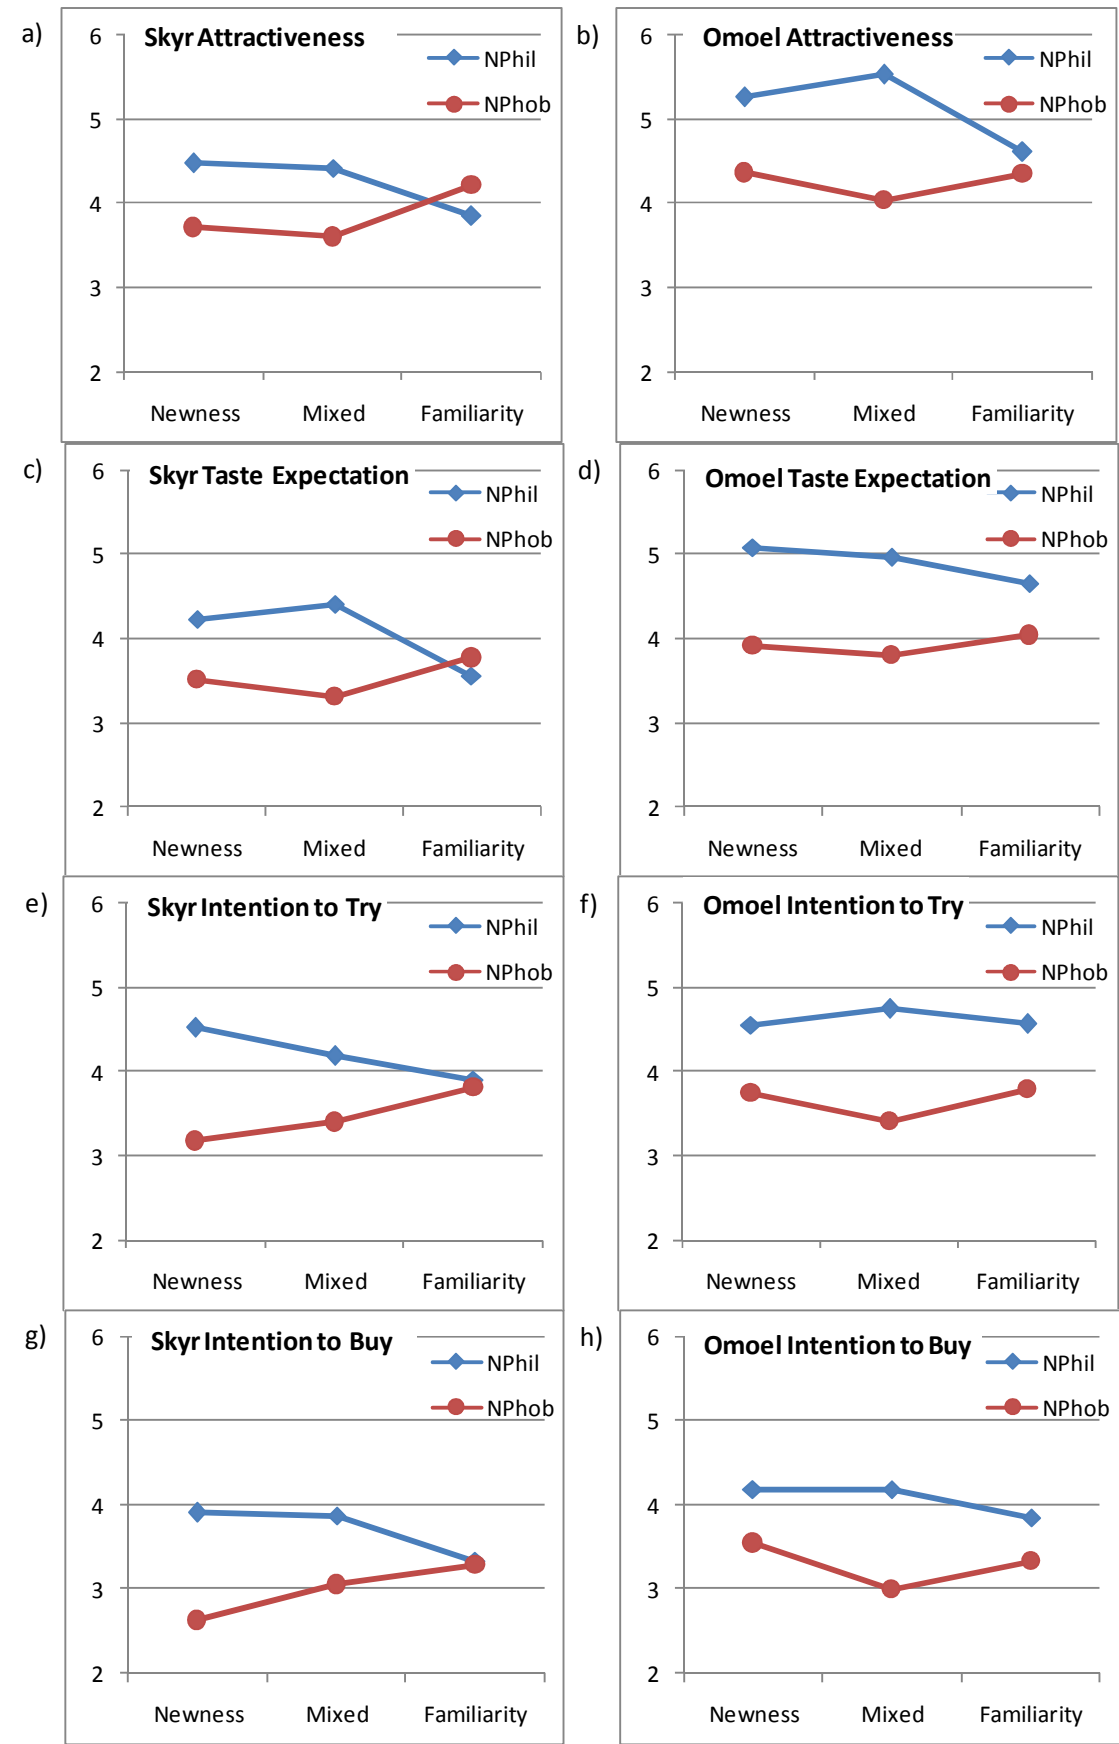 a)
Skyr Attractiveness
NPhil
NPhob
6
5
4
3
2
Newness Mixed Familiarity
b)
Omoel Attractiveness
NPhil
NPhob
6
5
4
3
2
Newness Mixed Familiarity
c)
Skyr Taste Expectation
NPhil
NPhob
6
5
4
3
2
Newness Mixed Familiarity
d)
Omoel Taste Expectation
NPhil
NPhob
6
5
4
3
2
Newness Mixed Familiarity
e)
Skyr Intention to Try
NPhil
NPhob
6
5
4
3
2
Newness Mixed Familiarity
f)
Omoel Intention to Try
NPhil
NPhob
6
5
4
3
2
Newness Mixed Familiarity
g)
Skyr Intention to Buy
NPhil
NPhob
6
5
4
3
2
Newness Mixed Familiarity
h)
Omoel Intention to Buy
NPhil
NPhob
6
5
4
3
2
Newness Mixed Familiarity